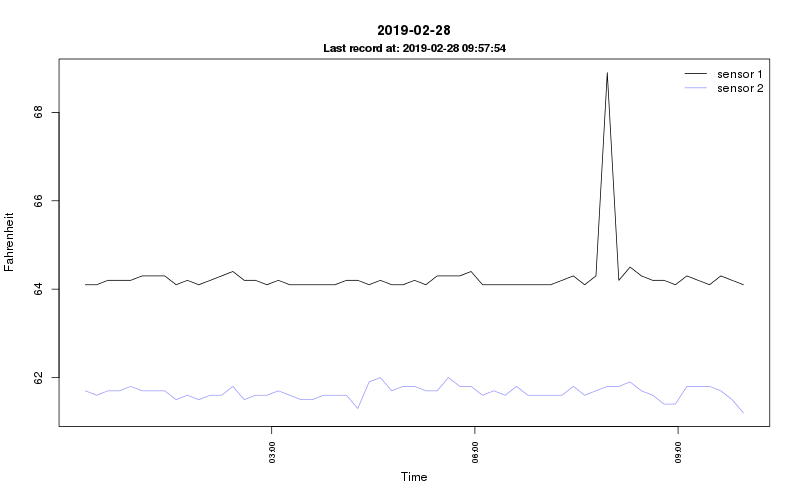 2019-02-28
Last record at: 2019-02-28 09:57:54
sensor 1
sensor 2
Fahrenheit
68
66
64
62
03:00
06:00
09:00
Time